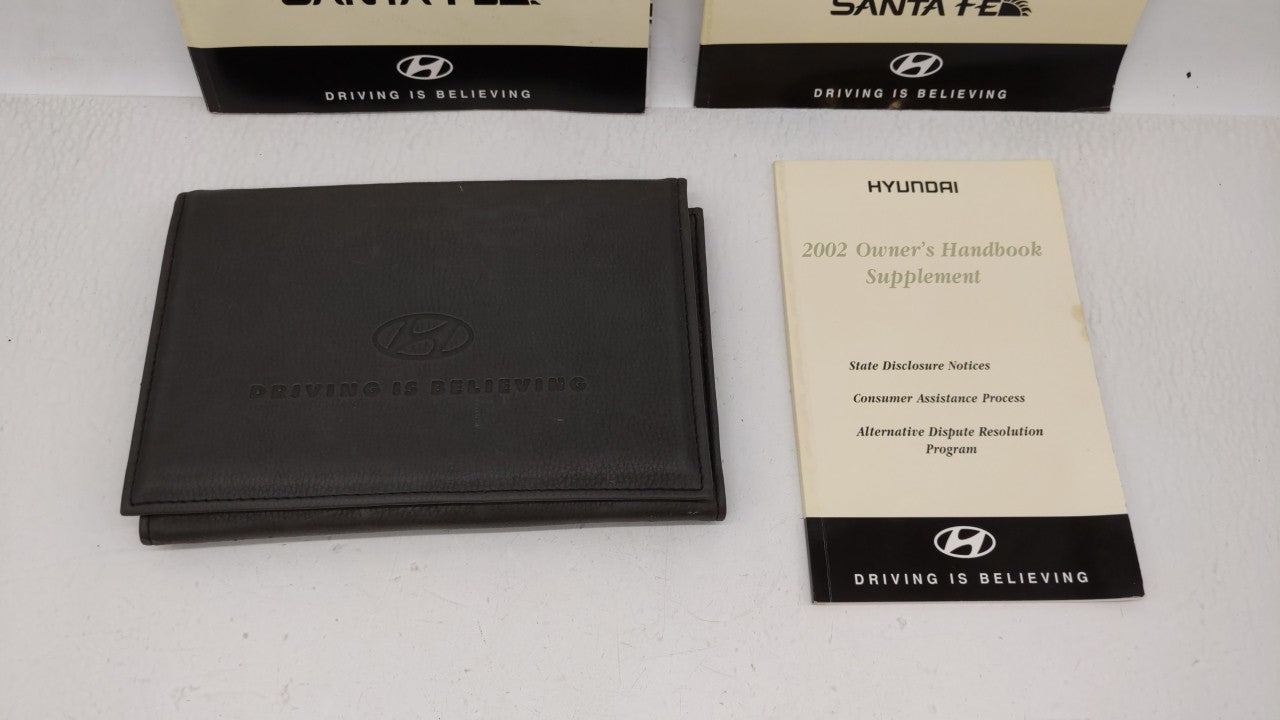 SANTA FE
DRIVING IS BELIEVING
SANTA FE
DRIVING IS BELIEVING
DRIVING IS BELIEVING
HYUNDAI
2002 Owner's Handbook
Supplement
State Disclosure Notices
Consumer Assistance Process
Alternative Dispute Resolution
Program
DRIVING IS BELIEVING